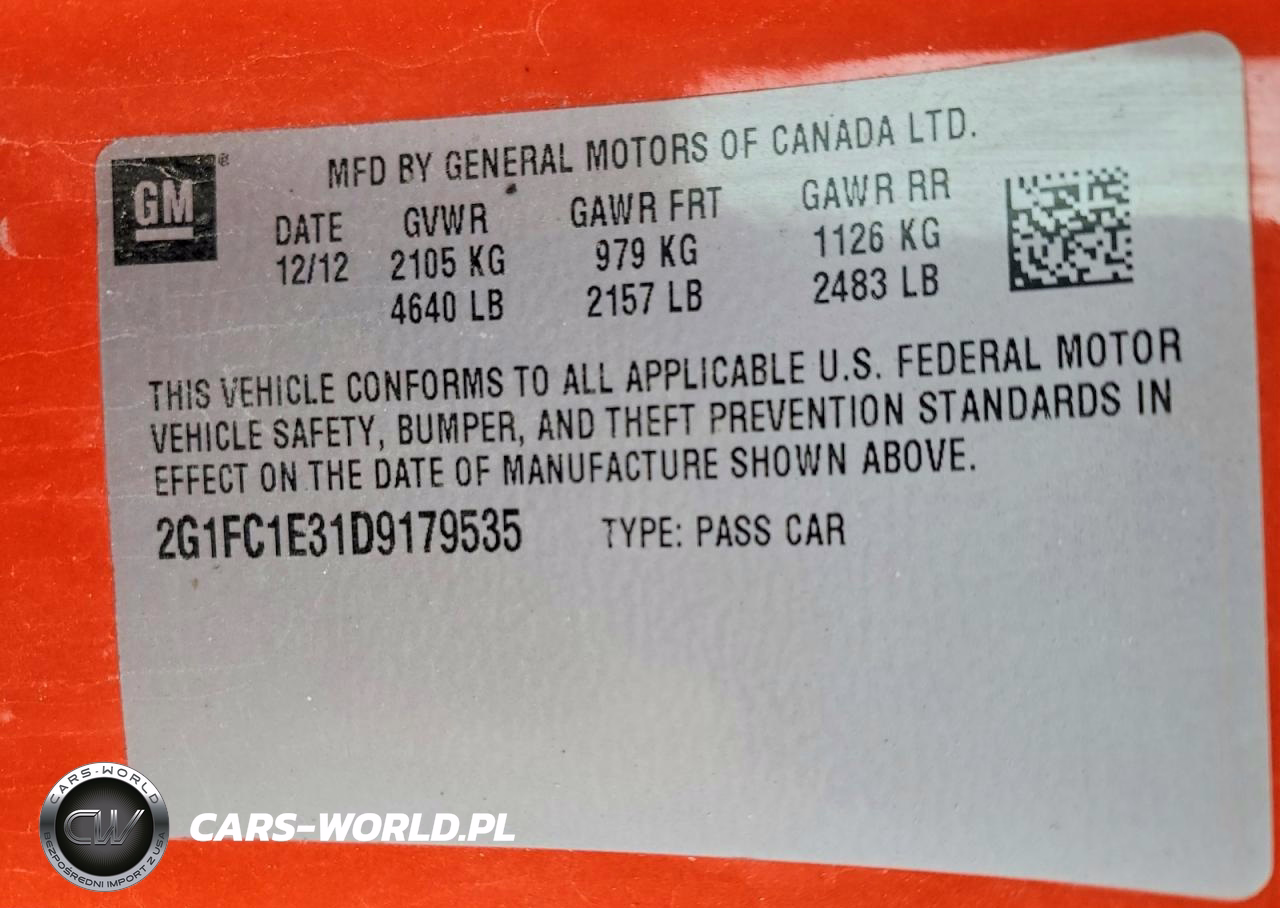 GM®
MFD BY GENERAL MOTORS OF CANADA LTD.
DATE GVWR GAWR FRT GAWR RR
12/12 2105 KG 979 KG 1126 KG
4640 LB 2157 LB 2483 LB
THIS VEHICLE CONFORMS TO ALL APPLICABLE U.S. FEDERAL MOTOR
VEHICLE SAFETY, BUMPER, AND THEFT PREVENTION STANDARDS IN
EFFECT ON THE DATE OF MANUFACTURE SHOWN ABOVE.
2G1FC1E31D9179535 TYPE: PASS CAR
CARS-WORLD
CW
BEZPOŚREDNI IMPORT Z USA
CARS-WORLD.PL